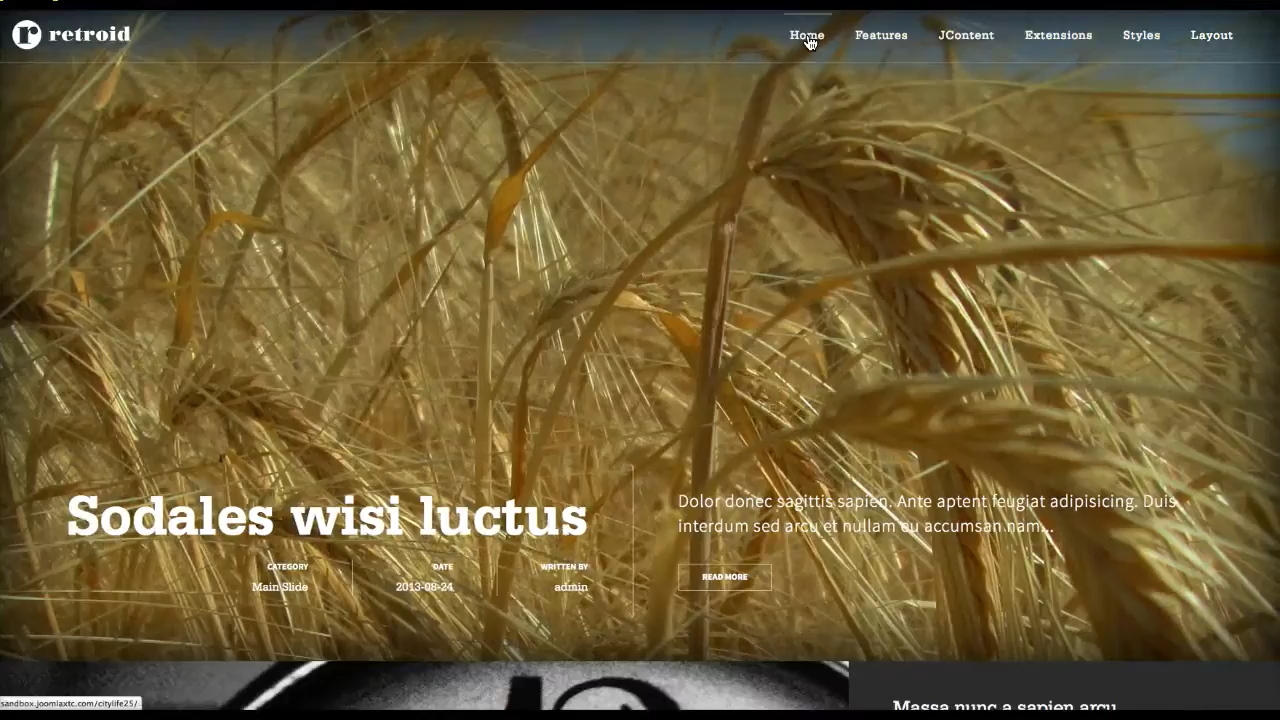 retroid
Home Features JContent Extensions Styles Layout
Sodales wisi luctus
CATEGORY DATE WRITTEN BY
Main Slide 2013-08-24 admin
Dolor donec sagittis sapien. Ante aptent feugiat adipisicing. Duis
interdum sed arcu et nullam eu accumsan nam...
READ MORE
Massa nunc a sapien arcu
sandbox.joomlaxtc.com/citylife25/